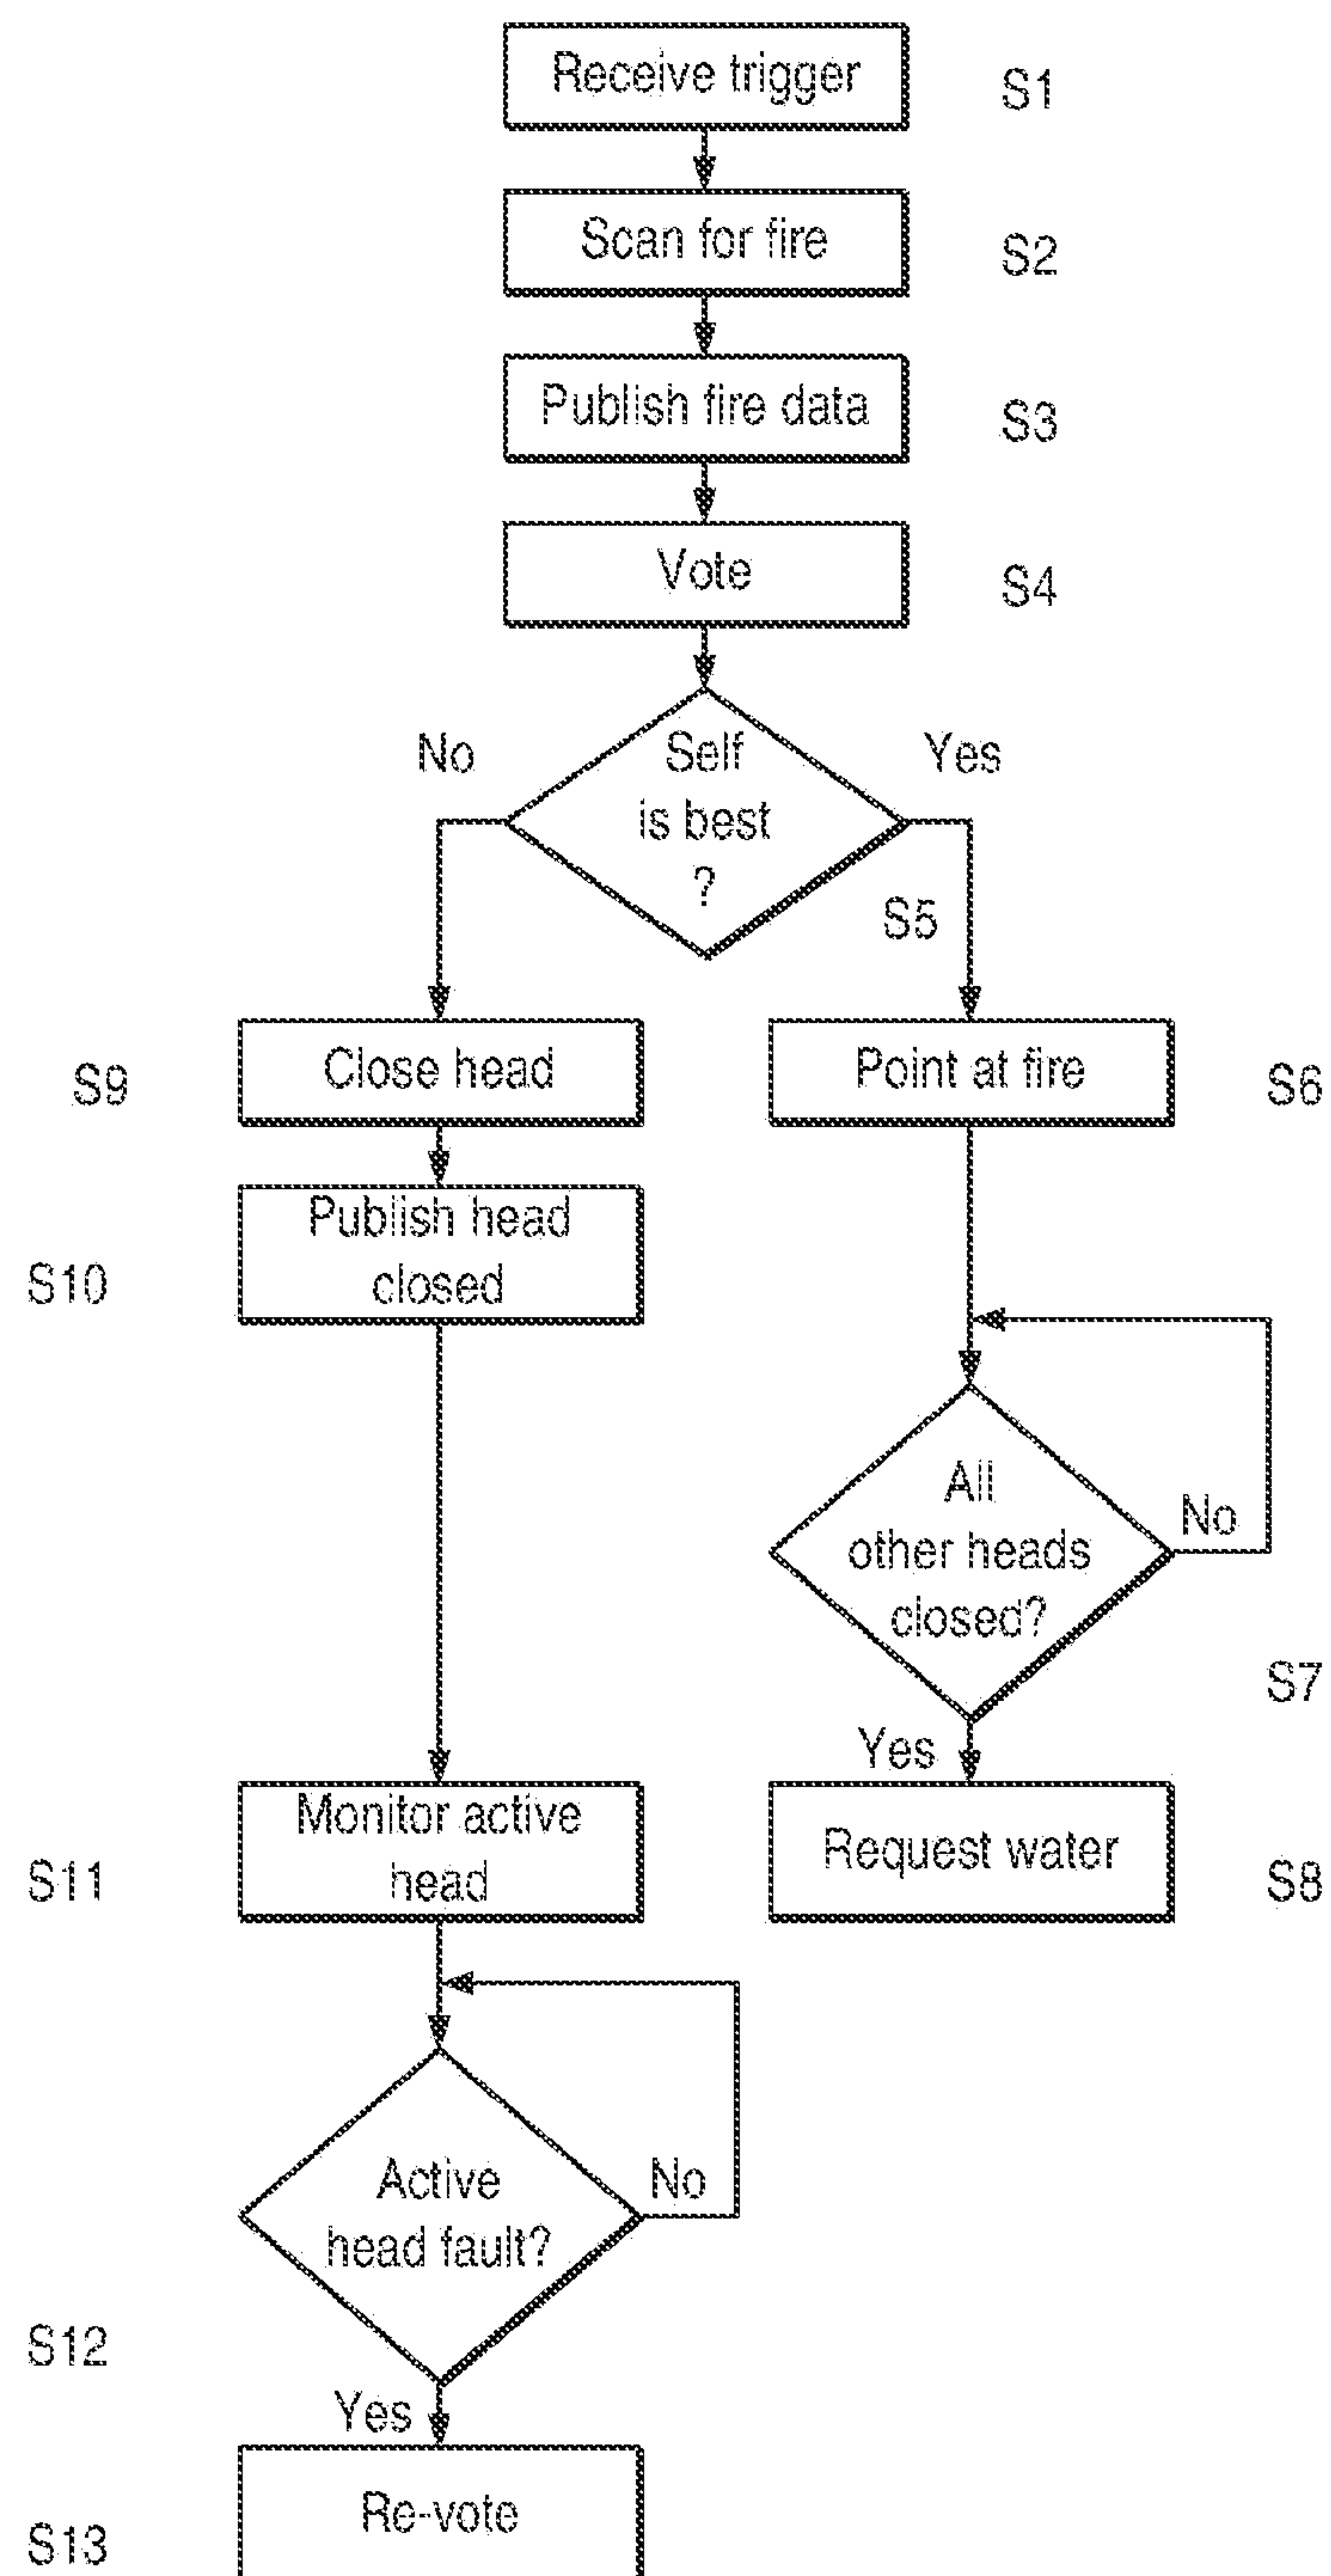 Receive trigger
S1
Scan for fire
S2
Publish fire data
S3
Vote
S4
No
Self
is best
?
Yes
S5
S9
Close head
Point at fire
S6
Publish head
closed
S10
All
other heads
closed?
No
S7
Yes
Monitor active
head
S11
Request water
S8
Active
head fault?
No
S12
Yes
Re-vote
S13